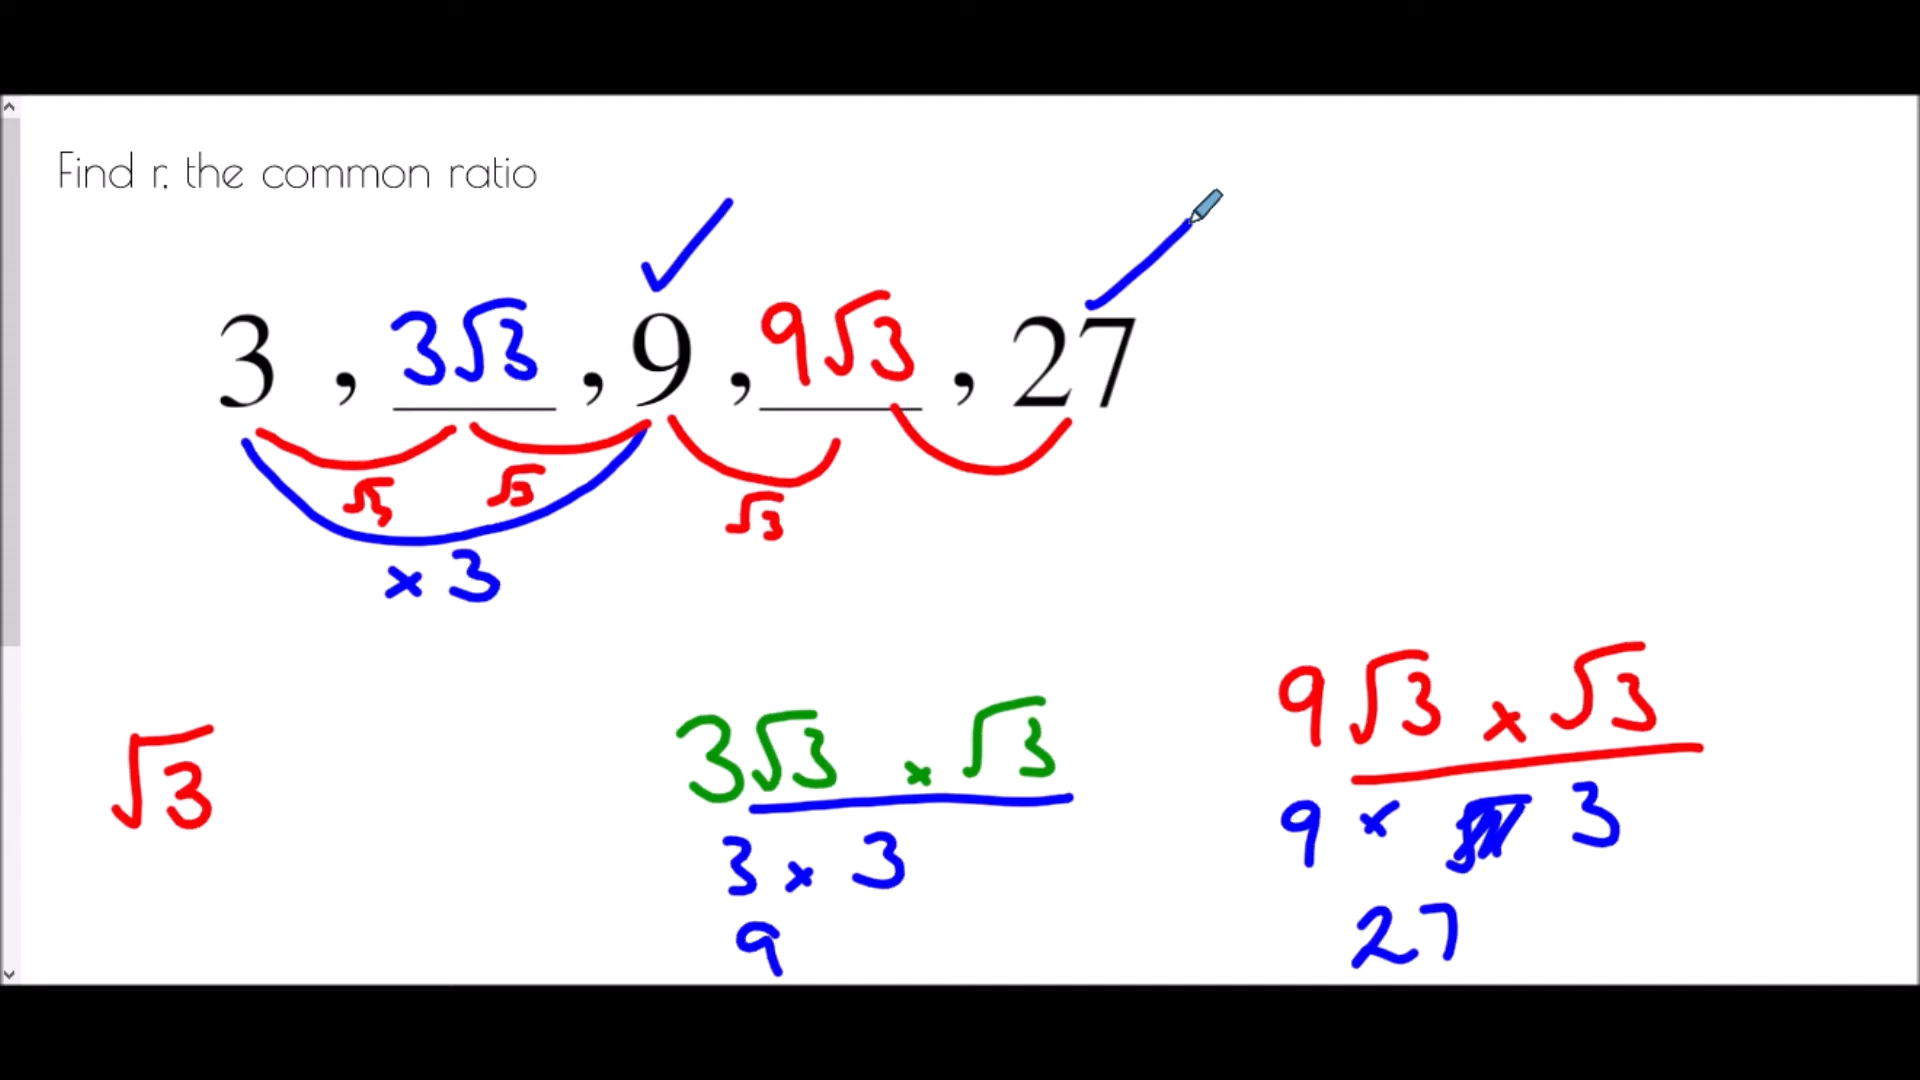 Find r, the common ratio
3 , 3√3 , 9 , 9√3 , 27
√3 √3 √3
× 3
√3
3√3 × √3
3 × 3
9
9√3 × √3
9 × 3
27